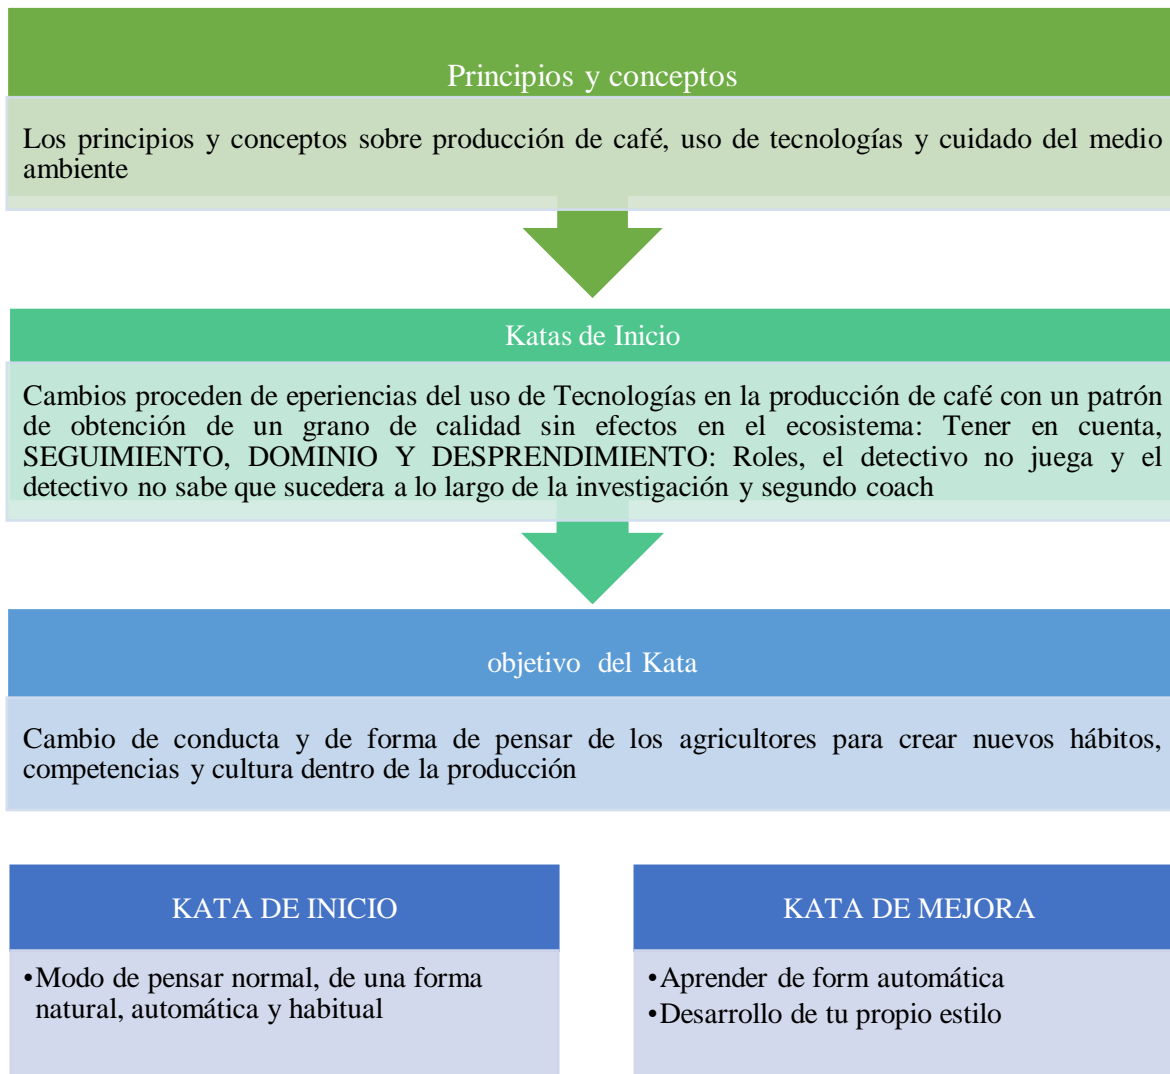 Principios y conceptos
Los principios y conceptos sobre producción de café, uso de tecnologías y cuidado del medio
ambiente
Katas de Inicio
Cambios proceden de eperiencias del uso de Tecnologías en la producción de café con un patrón
de obtención de un grano de calidad sin efectos en el ecosistema: Tener en cuenta,
SEGUIMIENTO, DOMINIO Y DESPRENDIMIENTO: Roles, el detectivo no juega y el
detectivo no sabe que sucedera a lo largo de la investigación y segundo coach
objetivo del Kata
Cambio de conducta y de forma de pensar de los agricultores para crear nuevos hábitos,
competencias y cultura dentro de la producción
KATA DE INICIO
•Modo de pensar normal, de una forma
natural, automática y habitual
KATA DE MEJORA
•Aprender de form automática
•Desarrollo de tu propio estilo